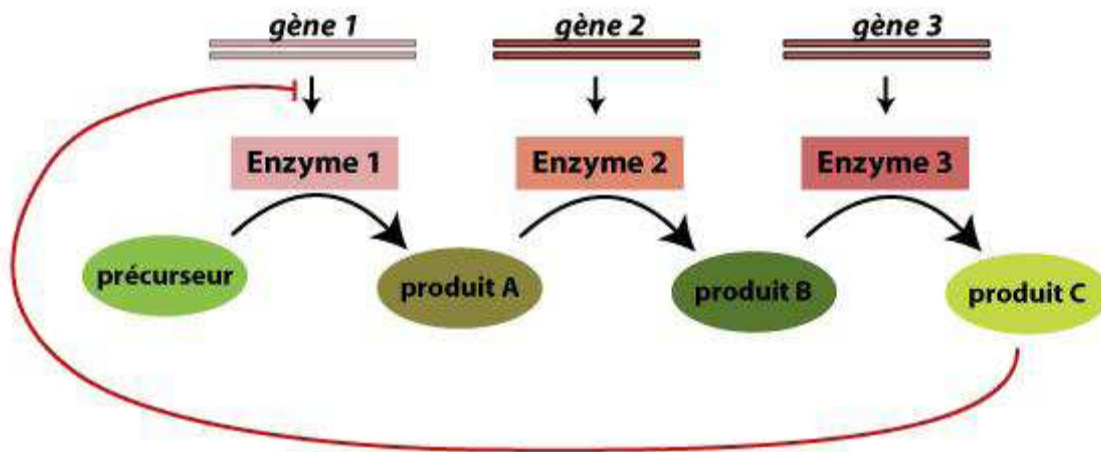 gène 1
gène 2
gène 3
Enzyme 1
Enzyme 2
Enzyme 3
précurseur
produit A
produit B
produit C